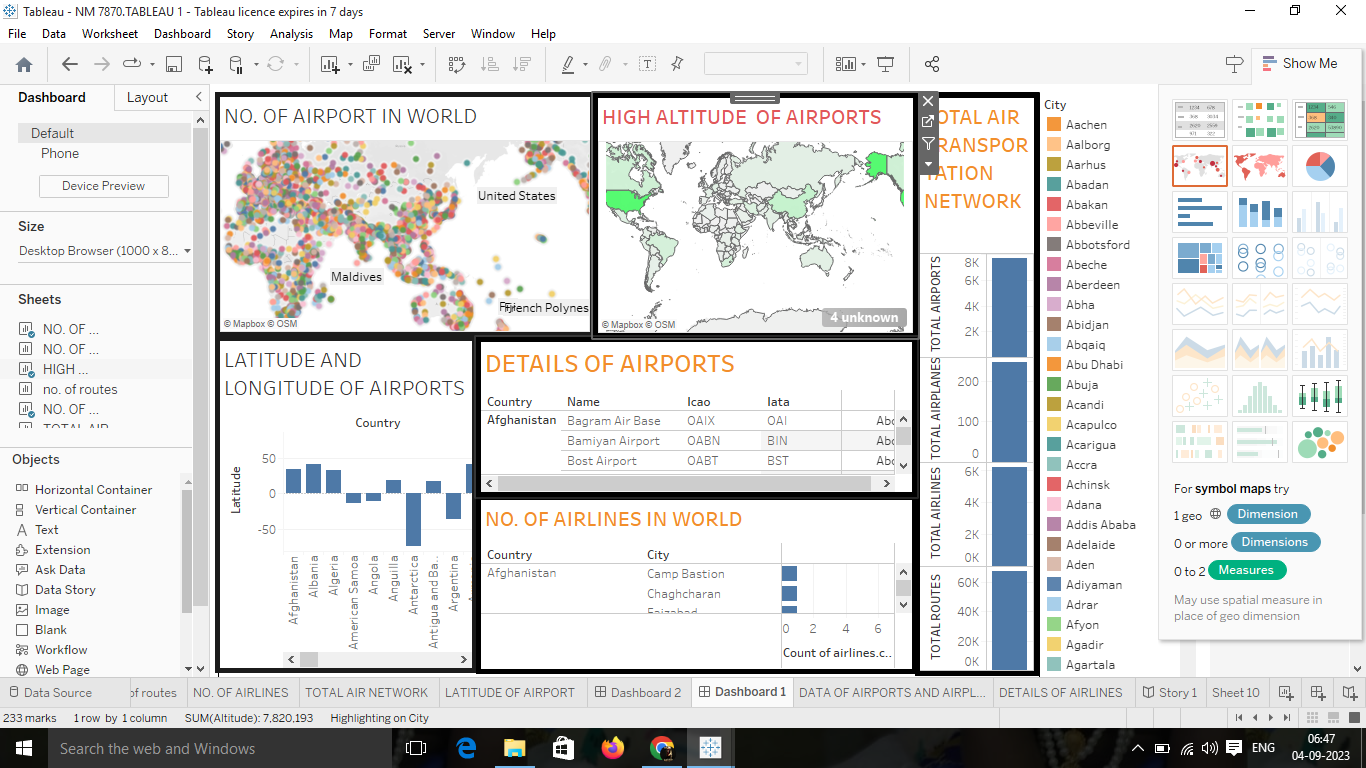 Tableau - NM 7870.TABLEAU 1 - Tableau licence expires in 7 days
File Data Worksheet Dashboard Story Analysis Map Format Server Window Help
Show Me
Dashboard Layout
Default
Phone
Device Preview
Size
Desktop Browser (1000 x 8...
Sheets
NO. OF ...
NO. OF ...
HIGH ...
no. of routes
NO. OF ...
TOTAL AIR
Objects
Horizontal Container
Vertical Container
Text
Extension
Ask Data
Data Story
Image
Blank
Workflow
Web Page
NO. OF AIRPORT IN WORLD
United States
Maldives
French Polynes
© Mapbox © OSM
HIGH ALTITUDE OF AIRPORTS
4 unknown
© Mapbox © OSM
OTAL AIR
RANSPOR
TATION
NETWORK
TOTAL AIRPORTS
8K
6K
4K
2K
TOTAL AIRPLANES
200
100
0
TOTAL AIRLINES
6K
4K
2K
0K
TOTAL ROUTES
60K
40K
20K
0K
LATITUDE AND
LONGITUDE OF AIRPORTS
Country
Latitude
50
0
-50
Afghanistan
Albania
Algeria
American Samoa
Angola
Anguilla
Antarctica
Antigua and Ba..
Argentina
DETAILS OF AIRPORTS
Country Name Icao Iata
Afghanistan Bagram Air Base OAIX OAI Abc
Bamiyan Airport OABN BIN Abc
Bost Airport OABT BST Abc
NO. OF AIRLINES IN WORLD
Country City
Afghanistan Camp Bastion
Chaghcharan
Faizabad
0 2 4 6
Count of airlines.c..
City
Aachen
Aalborg
Aarhus
Abadan
Abakan
Abbeville
Abbotsford
Abeche
Aberdeen
Abha
Abidjan
Abqaiq
Abu Dhabi
Abuja
Acandi
Acapulco
Acarigua
Accra
Achinsk
Adana
Addis Ababa
Adelaide
Aden
Adiyaman
Adrar
Afyon
Agadir
Agartala
For symbol maps try
1 geo Dimension
0 or more Dimensions
0 to 2 Measures
May use spatial measure in
place of geo dimension
Data Source of routes NO. OF AIRLINES TOTAL AIR NETWORK LATITUDE OF AIRPORT Dashboard 2 Dashboard 1 DATA OF AIRPORTS AND AIRPL... DETAILS OF AIRLINES Story 1 Sheet 10
233 marks 1 row by 1 column SUM(Altitude): 7,820,193 Highlighting on City
Search the web and Windows
ENG
06:47
04-09-2023